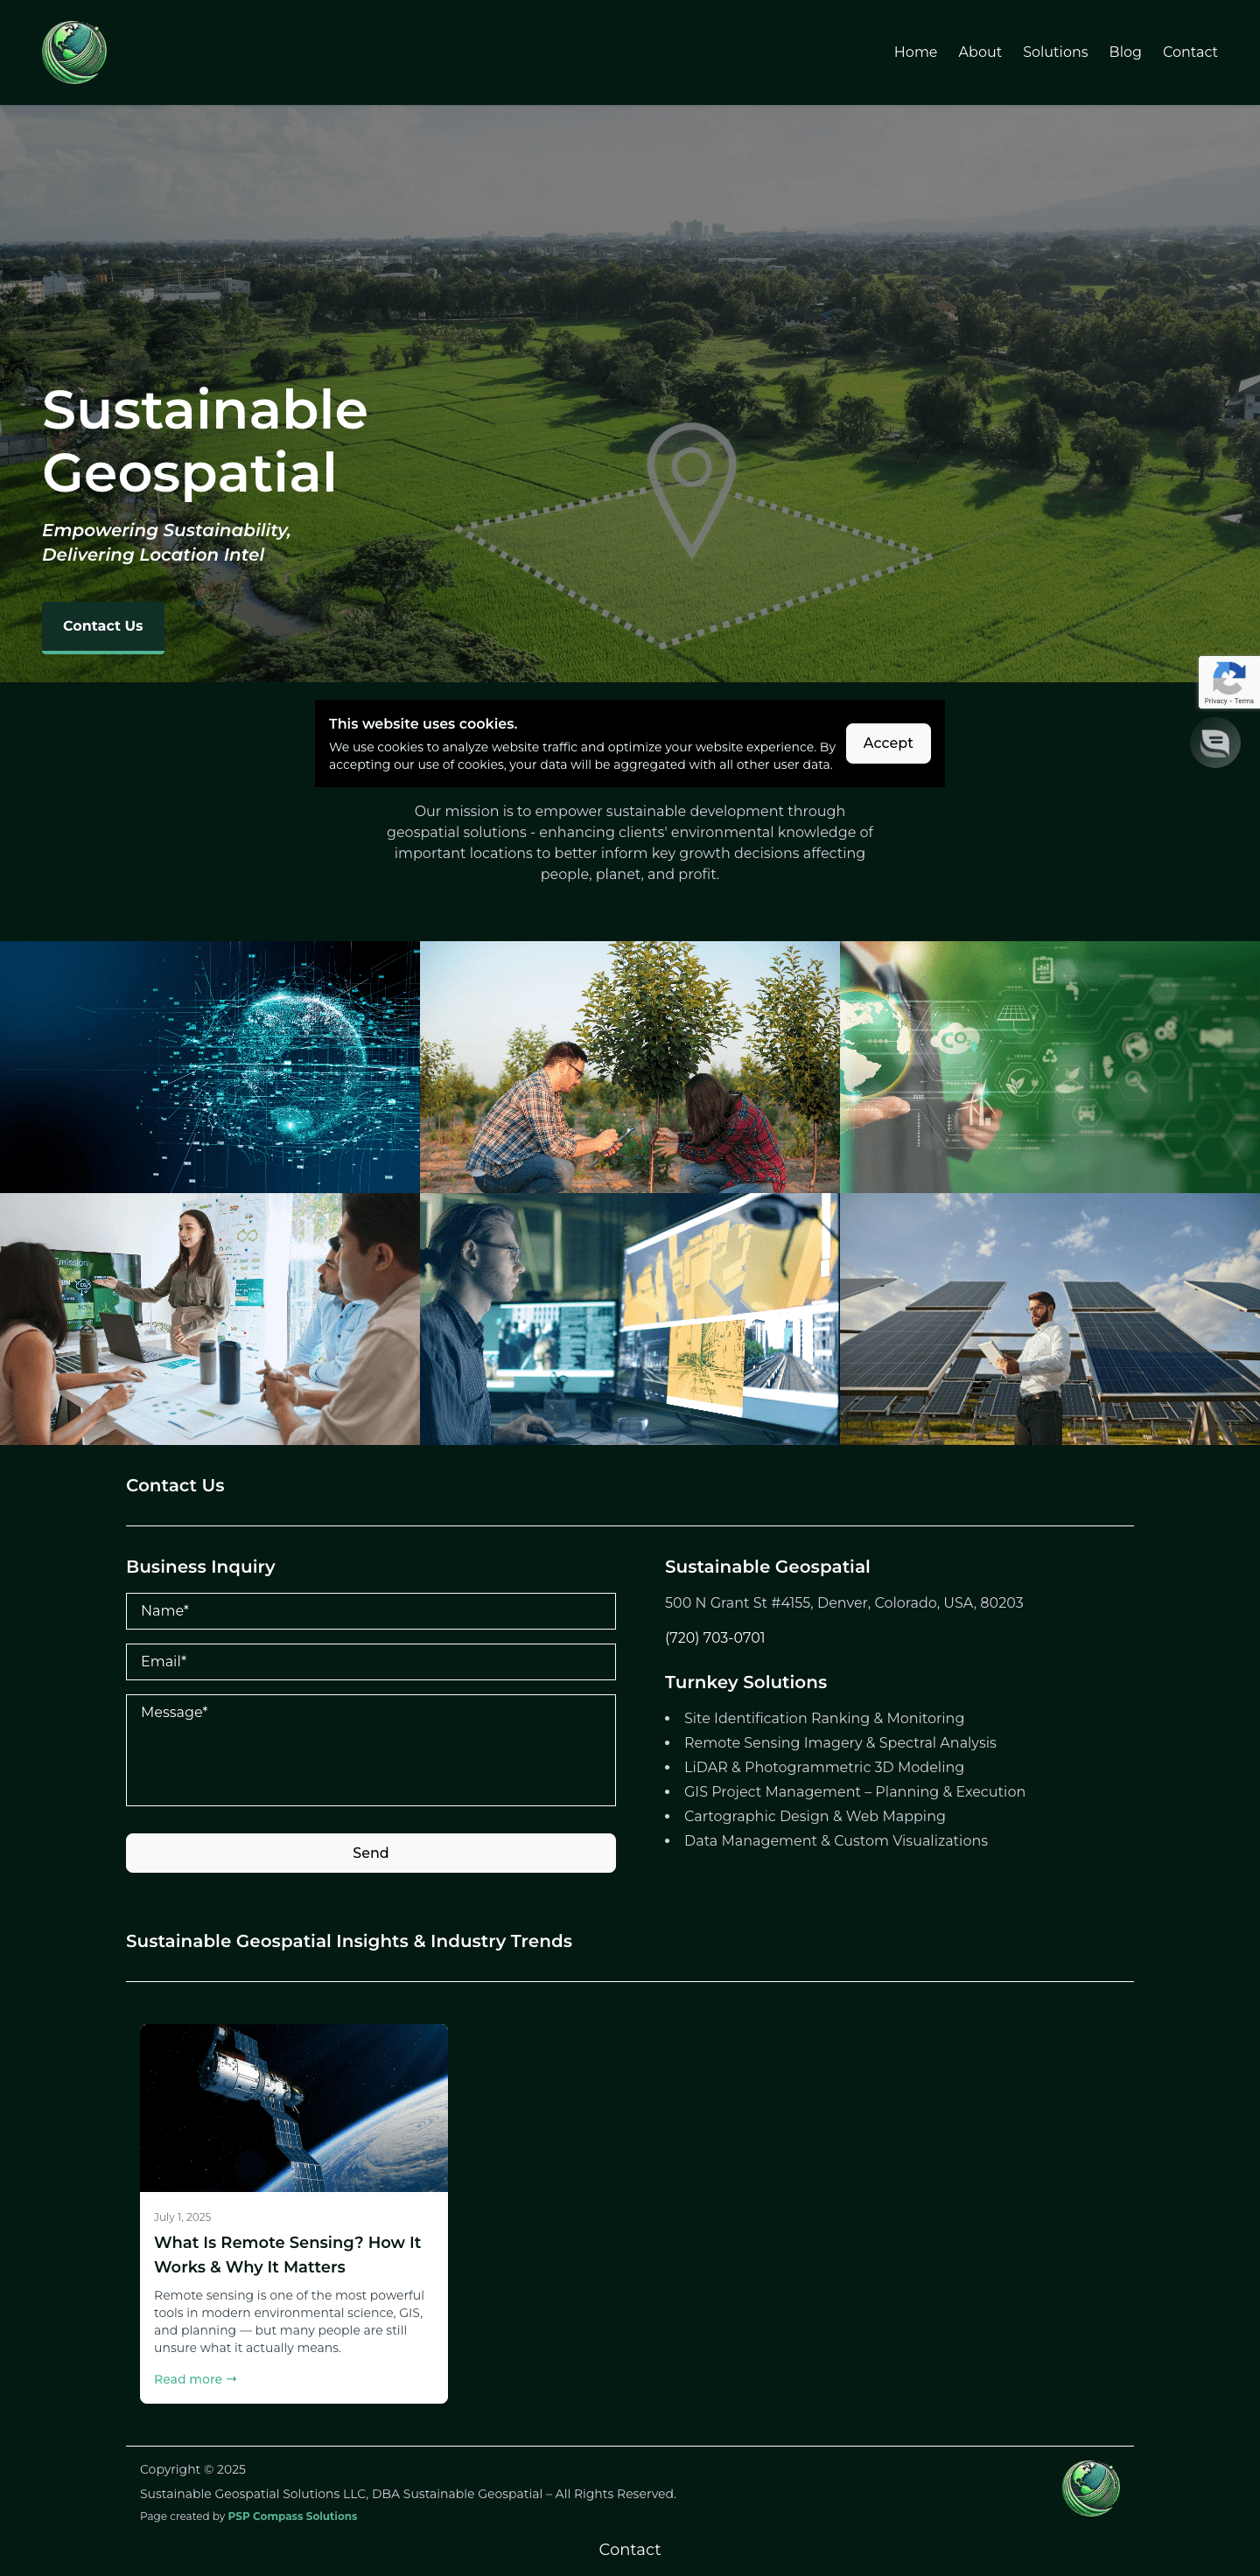 Home About Solutions Blog Contact
Sustainable
Geospatial
Empowering Sustainability,
Delivering Location Intel
Contact Us
Privacy - Terms
This website uses cookies.
We use cookies to analyze website traffic and optimize your website experience. By
accepting our use of cookies, your data will be aggregated with all other user data.
Accept
Our mission is to empower sustainable development through
geospatial solutions - enhancing clients' environmental knowledge of
important locations to better inform key growth decisions affecting
people, planet, and profit.
CO₂
Emission
Contact Us
Business Inquiry
Name*
Email*
Message*
Send
Sustainable Geospatial
500 N Grant St #4155, Denver, Colorado, USA, 80203
(720) 703-0701
Turnkey Solutions
• Site Identification Ranking & Monitoring
• Remote Sensing Imagery & Spectral Analysis
• LiDAR & Photogrammetric 3D Modeling
• GIS Project Management – Planning & Execution
• Cartographic Design & Web Mapping
• Data Management & Custom Visualizations
Sustainable Geospatial Insights & Industry Trends
July 1, 2025
What Is Remote Sensing? How It
Works & Why It Matters
Remote sensing is one of the most powerful
tools in modern environmental science, GIS,
and planning — but many people are still
unsure what it actually means.
Read more →
Copyright © 2025
Sustainable Geospatial Solutions LLC, DBA Sustainable Geospatial – All Rights Reserved.
Page created by PSP Compass Solutions
Contact